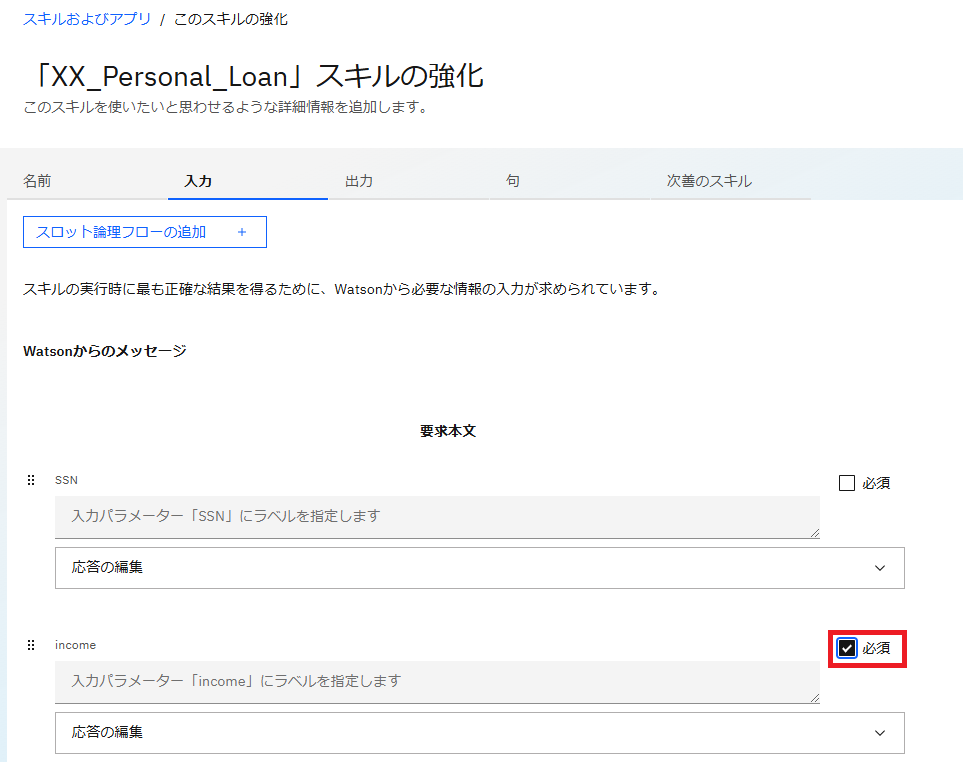 スキルおよびアプリ / このスキルの強化
「XX_Personal_Loan」スキルの強化
このスキルを使いたいと思わせるような詳細情報を追加します。
名前 入力 出力 句 次善のスキル
スロット論理フローの追加 +
スキルの実行時に最も正確な結果を得るために、Watsonから必要な情報の入力が求められています。
Watsonからのメッセージ
要求本文
SSN 必須
入力パラメーター「SSN」にラベルを指定します
応答の編集
income 必須
入力パラメーター「income」にラベルを指定します
応答の編集